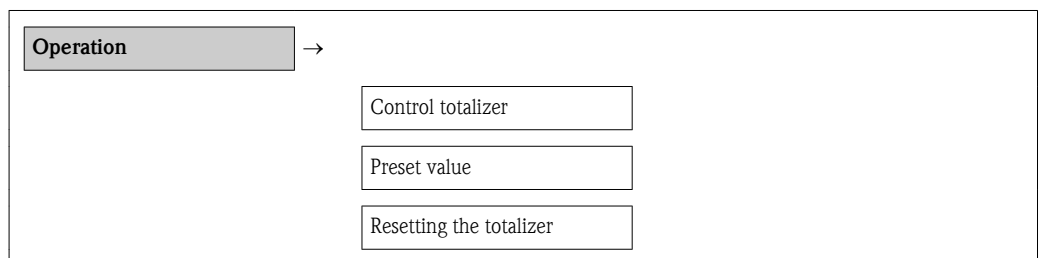 Operation →
Control totalizer
Preset value
Resetting the totalizer